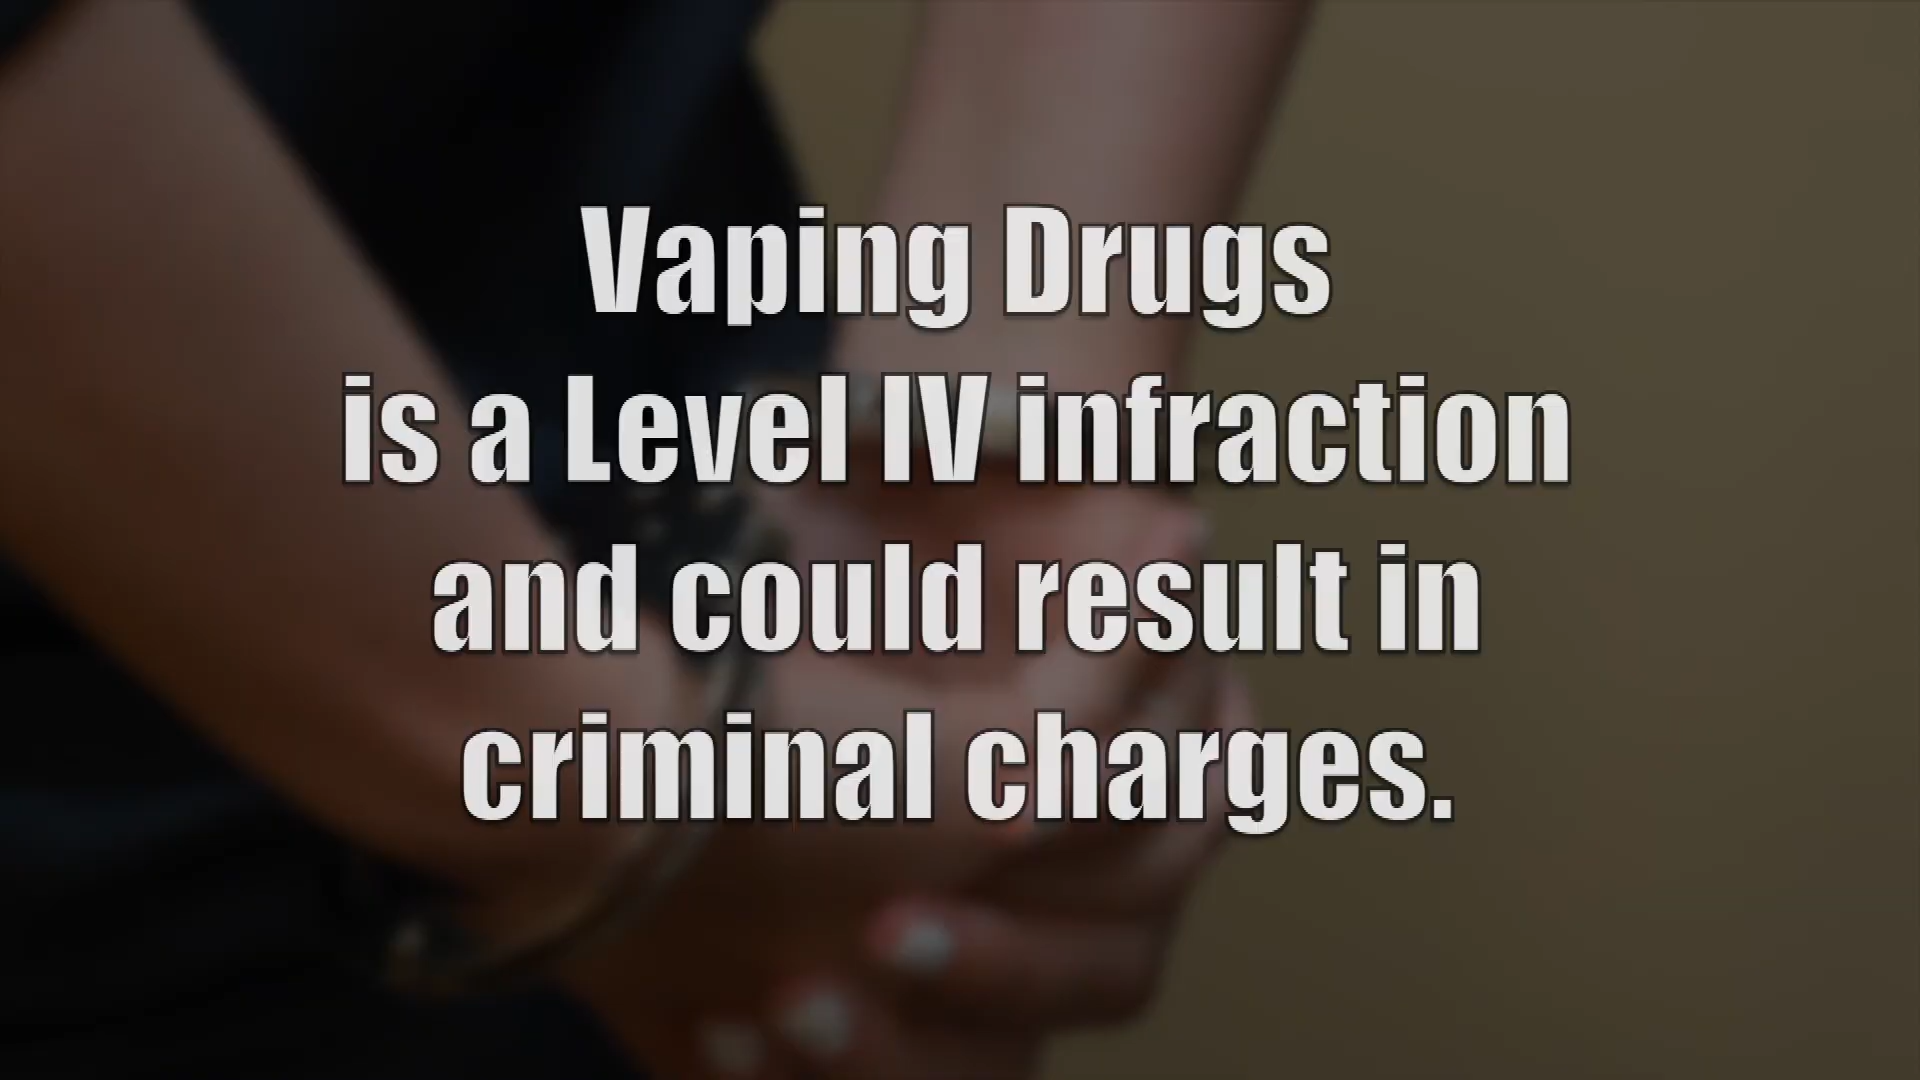 Vaping Drugs
is a Level IV infraction
and could result in
criminal charges.